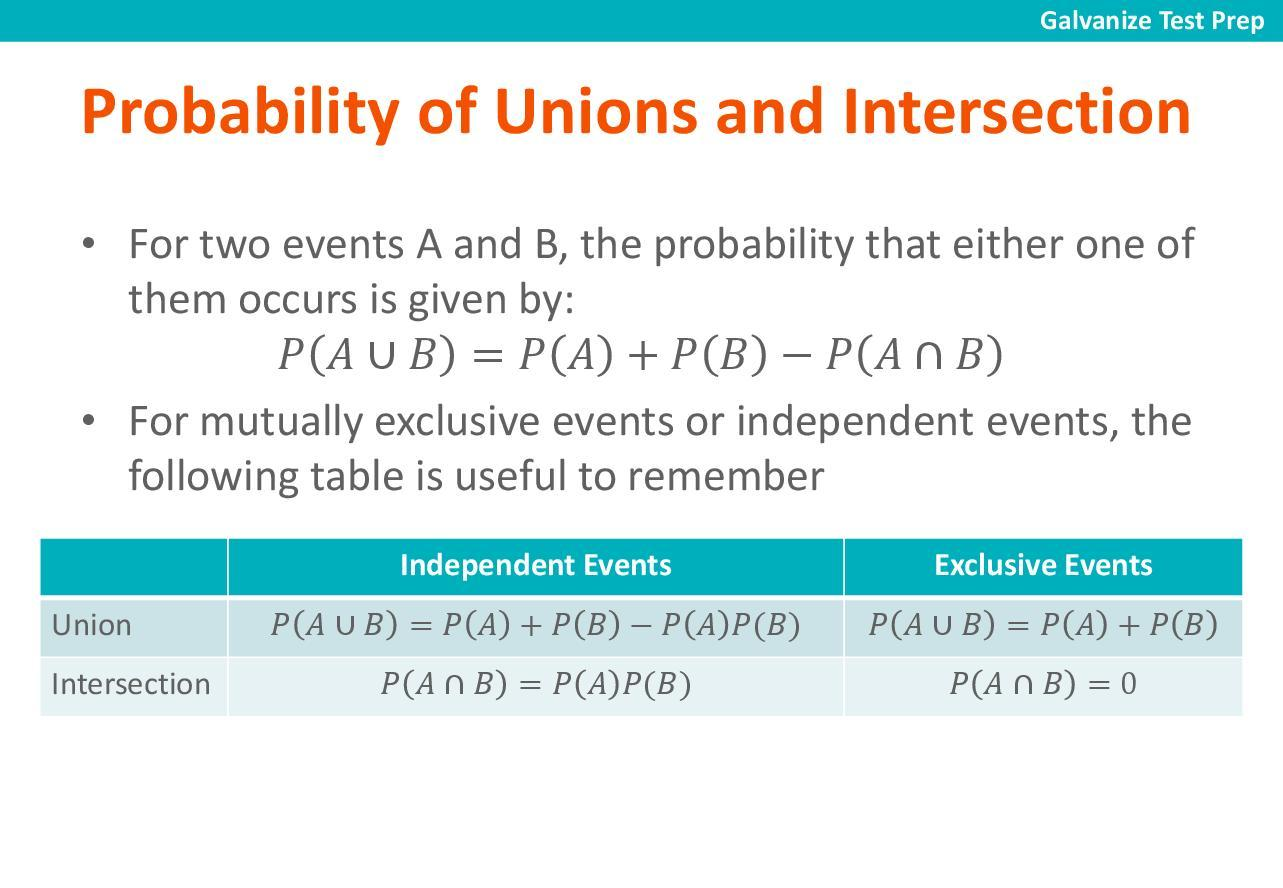 Galvanize Test Prep
Probability of Unions and Intersection
• For two events A and B, the probability that either one of
them occurs is given by:
P(A ∪ B) = P(A) + P(B) − P(A ∩ B)
• For mutually exclusive events or independent events, the
following table is useful to remember
Independent Events Exclusive Events
Union P(A ∪ B) = P(A) + P(B) − P(A)P(B) P(A ∪ B) = P(A) + P(B)
Intersection P(A ∩ B) = P(A)P(B) P(A ∩ B) = 0